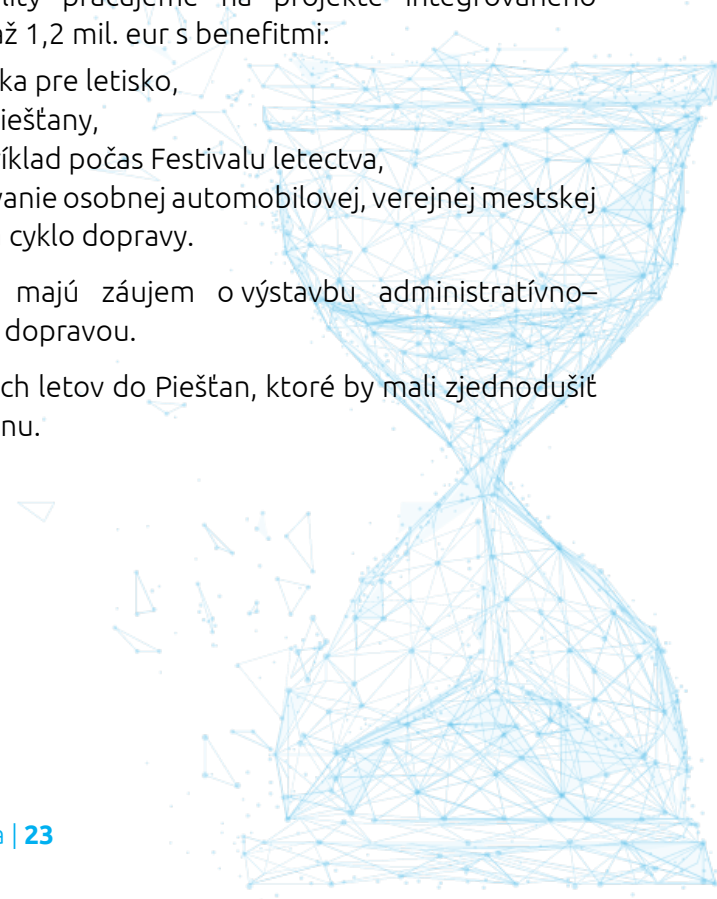 pracujeme na projekte integrovaného
až 1,2 mil. eur s benefitmi:
ka pre letisko,
iešťany,
íklad počas Festivalu letectva,
vanie osobnej automobilovej, verejnej mestskej
cyklo dopravy.
majú záujem o výstavbu administratívno–
dopravou.
ch letov do Piešťan, ktoré by mali zjednodušiť
nu.
| 23